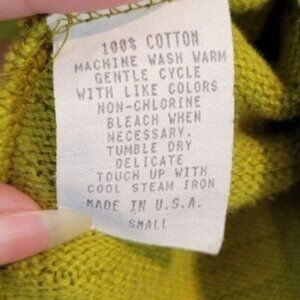 100% COTTON
MACHINE WASH WARM
GENTLE CYCLE
WITH LIKE COLORS
NON-CHLORINE
BLEACH WHEN
NECESSARY.
TUMBLE DRY
DELICATE
TOUCH UP WITH
COOL STEAM IRON
MADE IN U.S.A.
SMALL